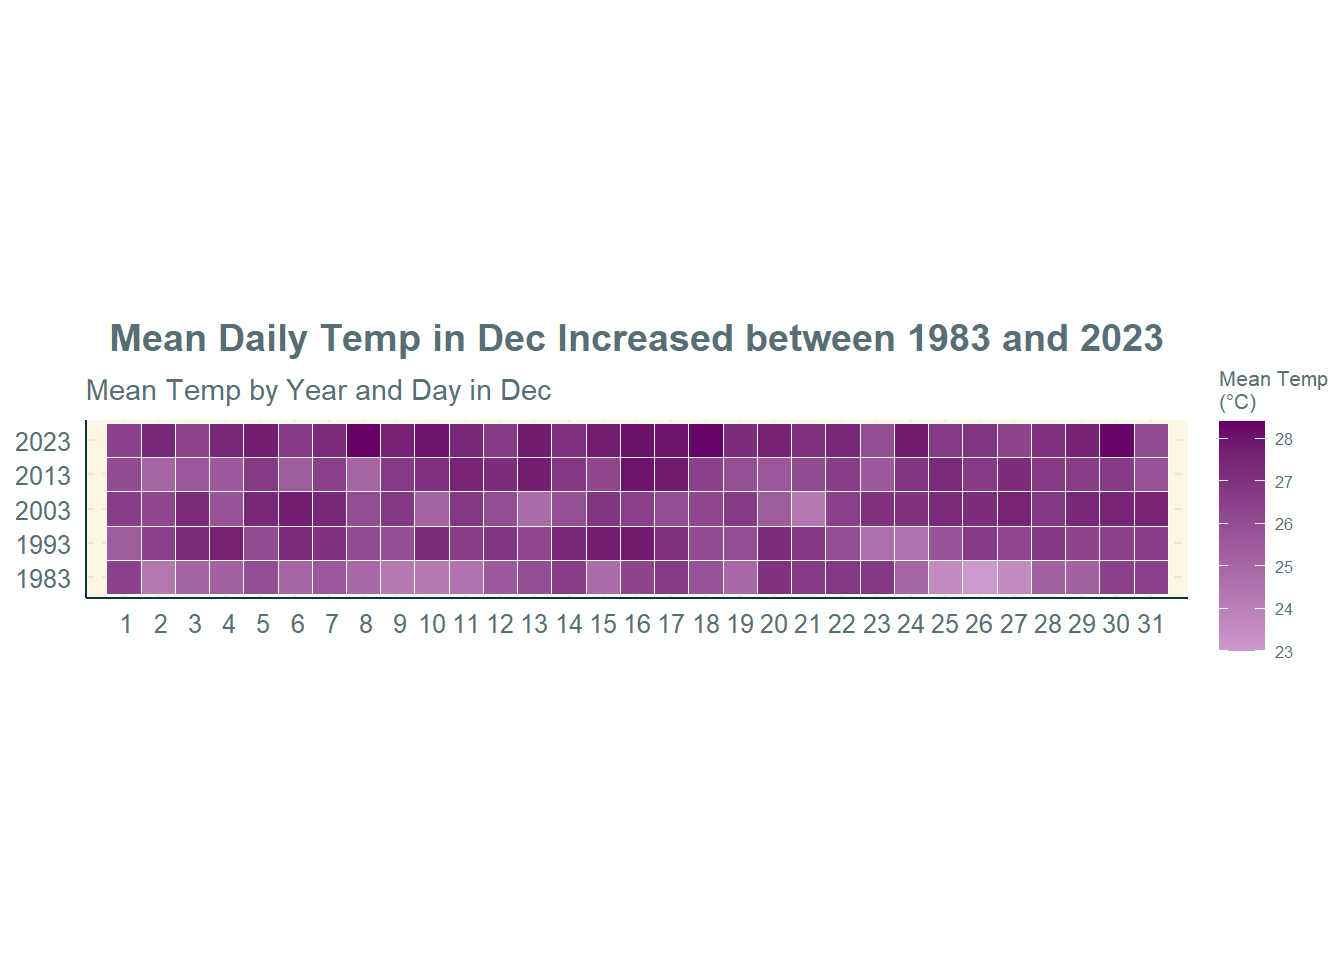 Mean Daily Temp in Dec Increased between 1983 and 2023
Mean Temp by Year and Day in Dec
Mean Temp
(°C)
2023
2013
2003
1993
1983
1 2 3 4 5 6 7 8 9 10 11 12 13 14 15 16 17 18 19 20 21 22 23 24 25 26 27 28 29 30 31
28
27
26
25
24
23